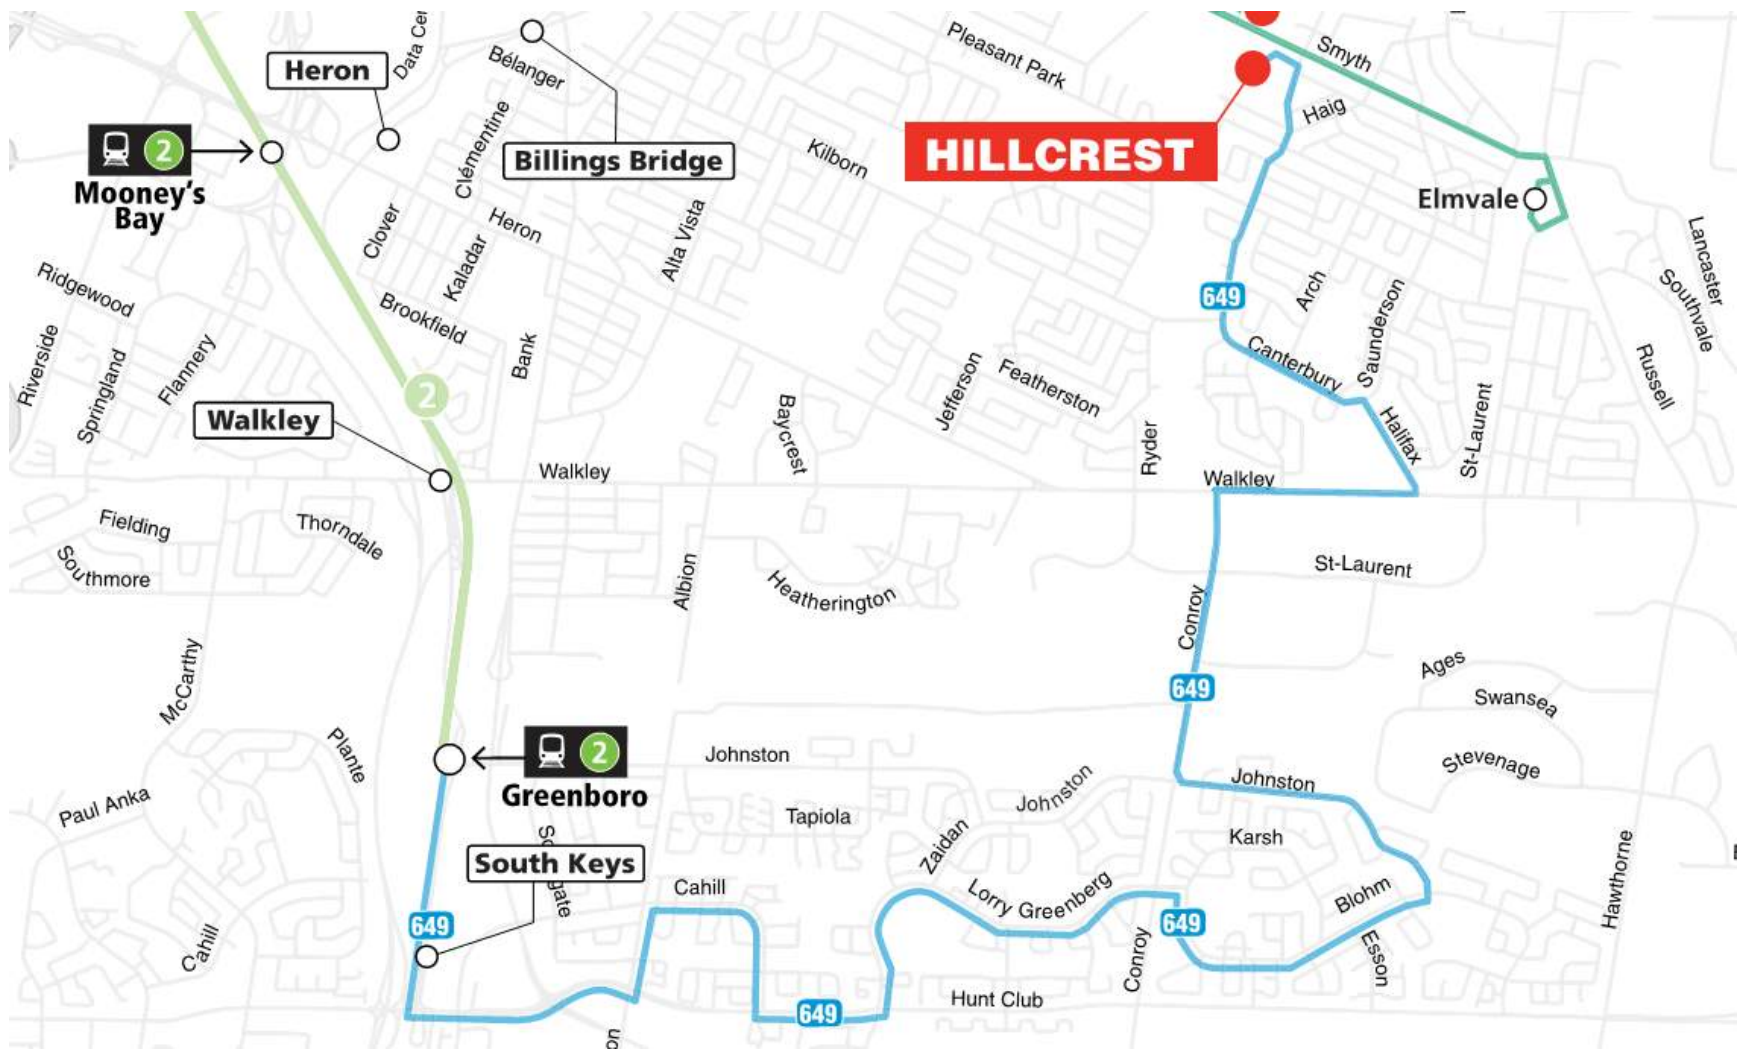 Smyth
Pleasant Park
Bélanger
Heron
Haig
2
Mooney's
Bay
Clémentine
Billings Bridge
Kilborn
HILLCREST
Elmvale
Clover
Heron
Kaladar
Alta Vista
Lancaster
Southvale
Ridgewood
Brookfield
649
Arch
Saunderson
Riverside
Springland
Flannery
Bank
Canterbury
Russell
2
Jefferson
Featherston
Walkley
Baycrest
Halifax
St-Laurent
Ryder
Walkley
Walkley
Fielding
Thorndale
Southmore
Albion
Heatherington
St-Laurent
Conroy
McCarthy
Ages
Swansea
649
Plante
2
Greenboro
Johnston
Johnston
Johnston
Stevenage
Paul Anka
Tapiola
Zaidan
Karsh
Hawthorne
South Keys
Cahill
Lorry Greenberg
Blohm
649
649
Cahill
Conroy
Esson
Hunt Club
649